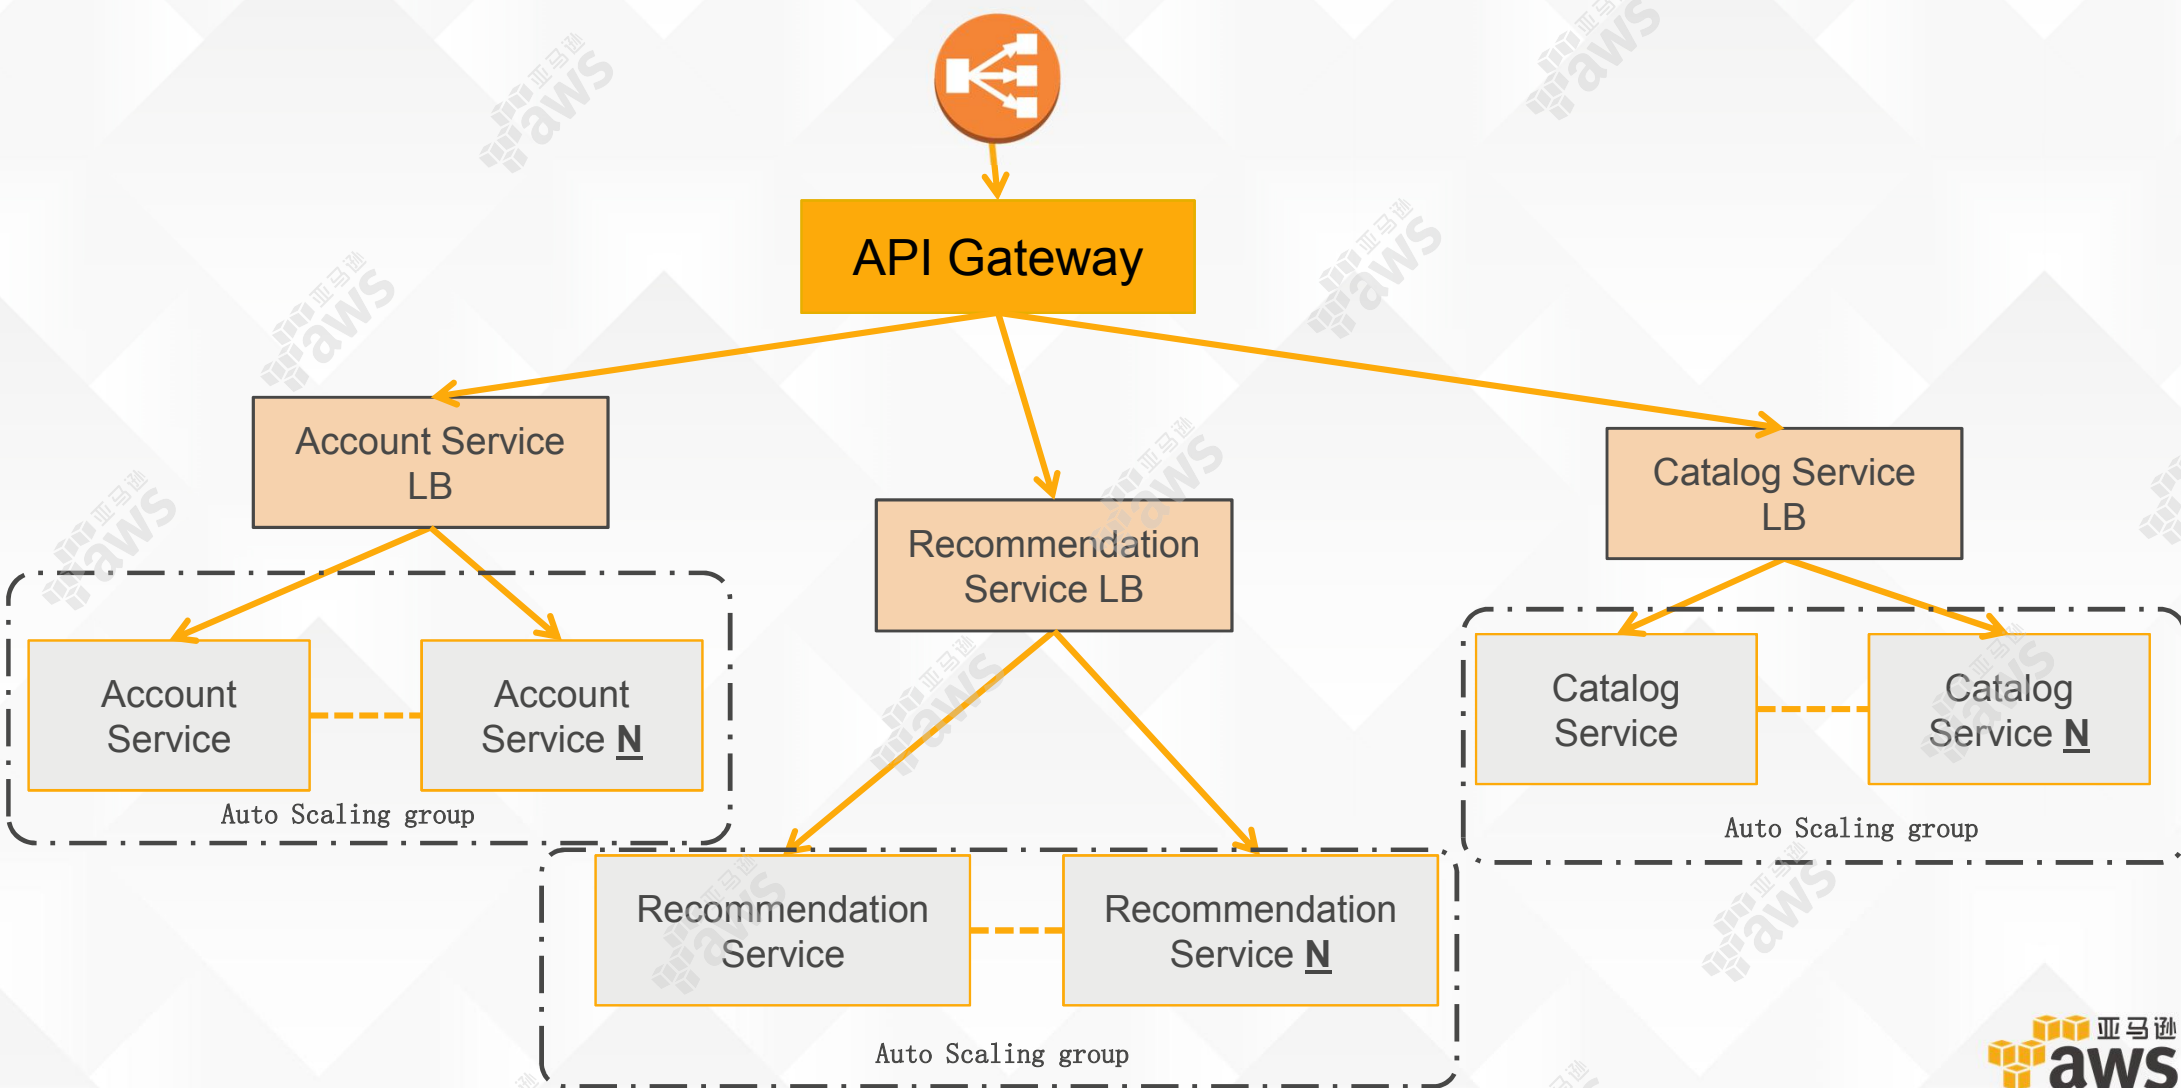 API Gateway
Account Service
LB
Recommendation
Service LB
Catalog Service
LB
Account
Service
Account
Service N
Auto Scaling group
Catalog
Service
Catalog
Service N
Auto Scaling group
Recommendation
Service
Recommendation
Service N
Auto Scaling group
亚马逊
aws